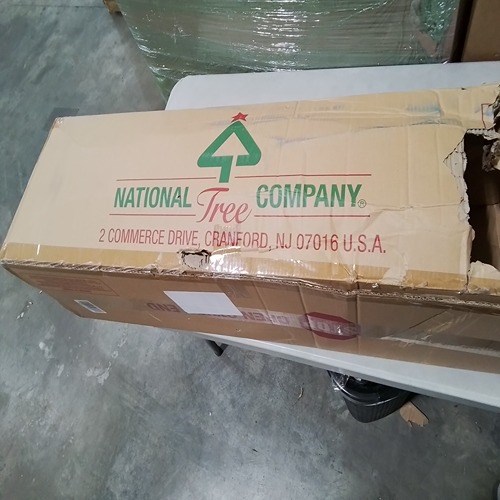 NATIONAL Tree COMPANY®
2 COMMERCE DRIVE, CRANFORD, NJ 07016 U.S.A.